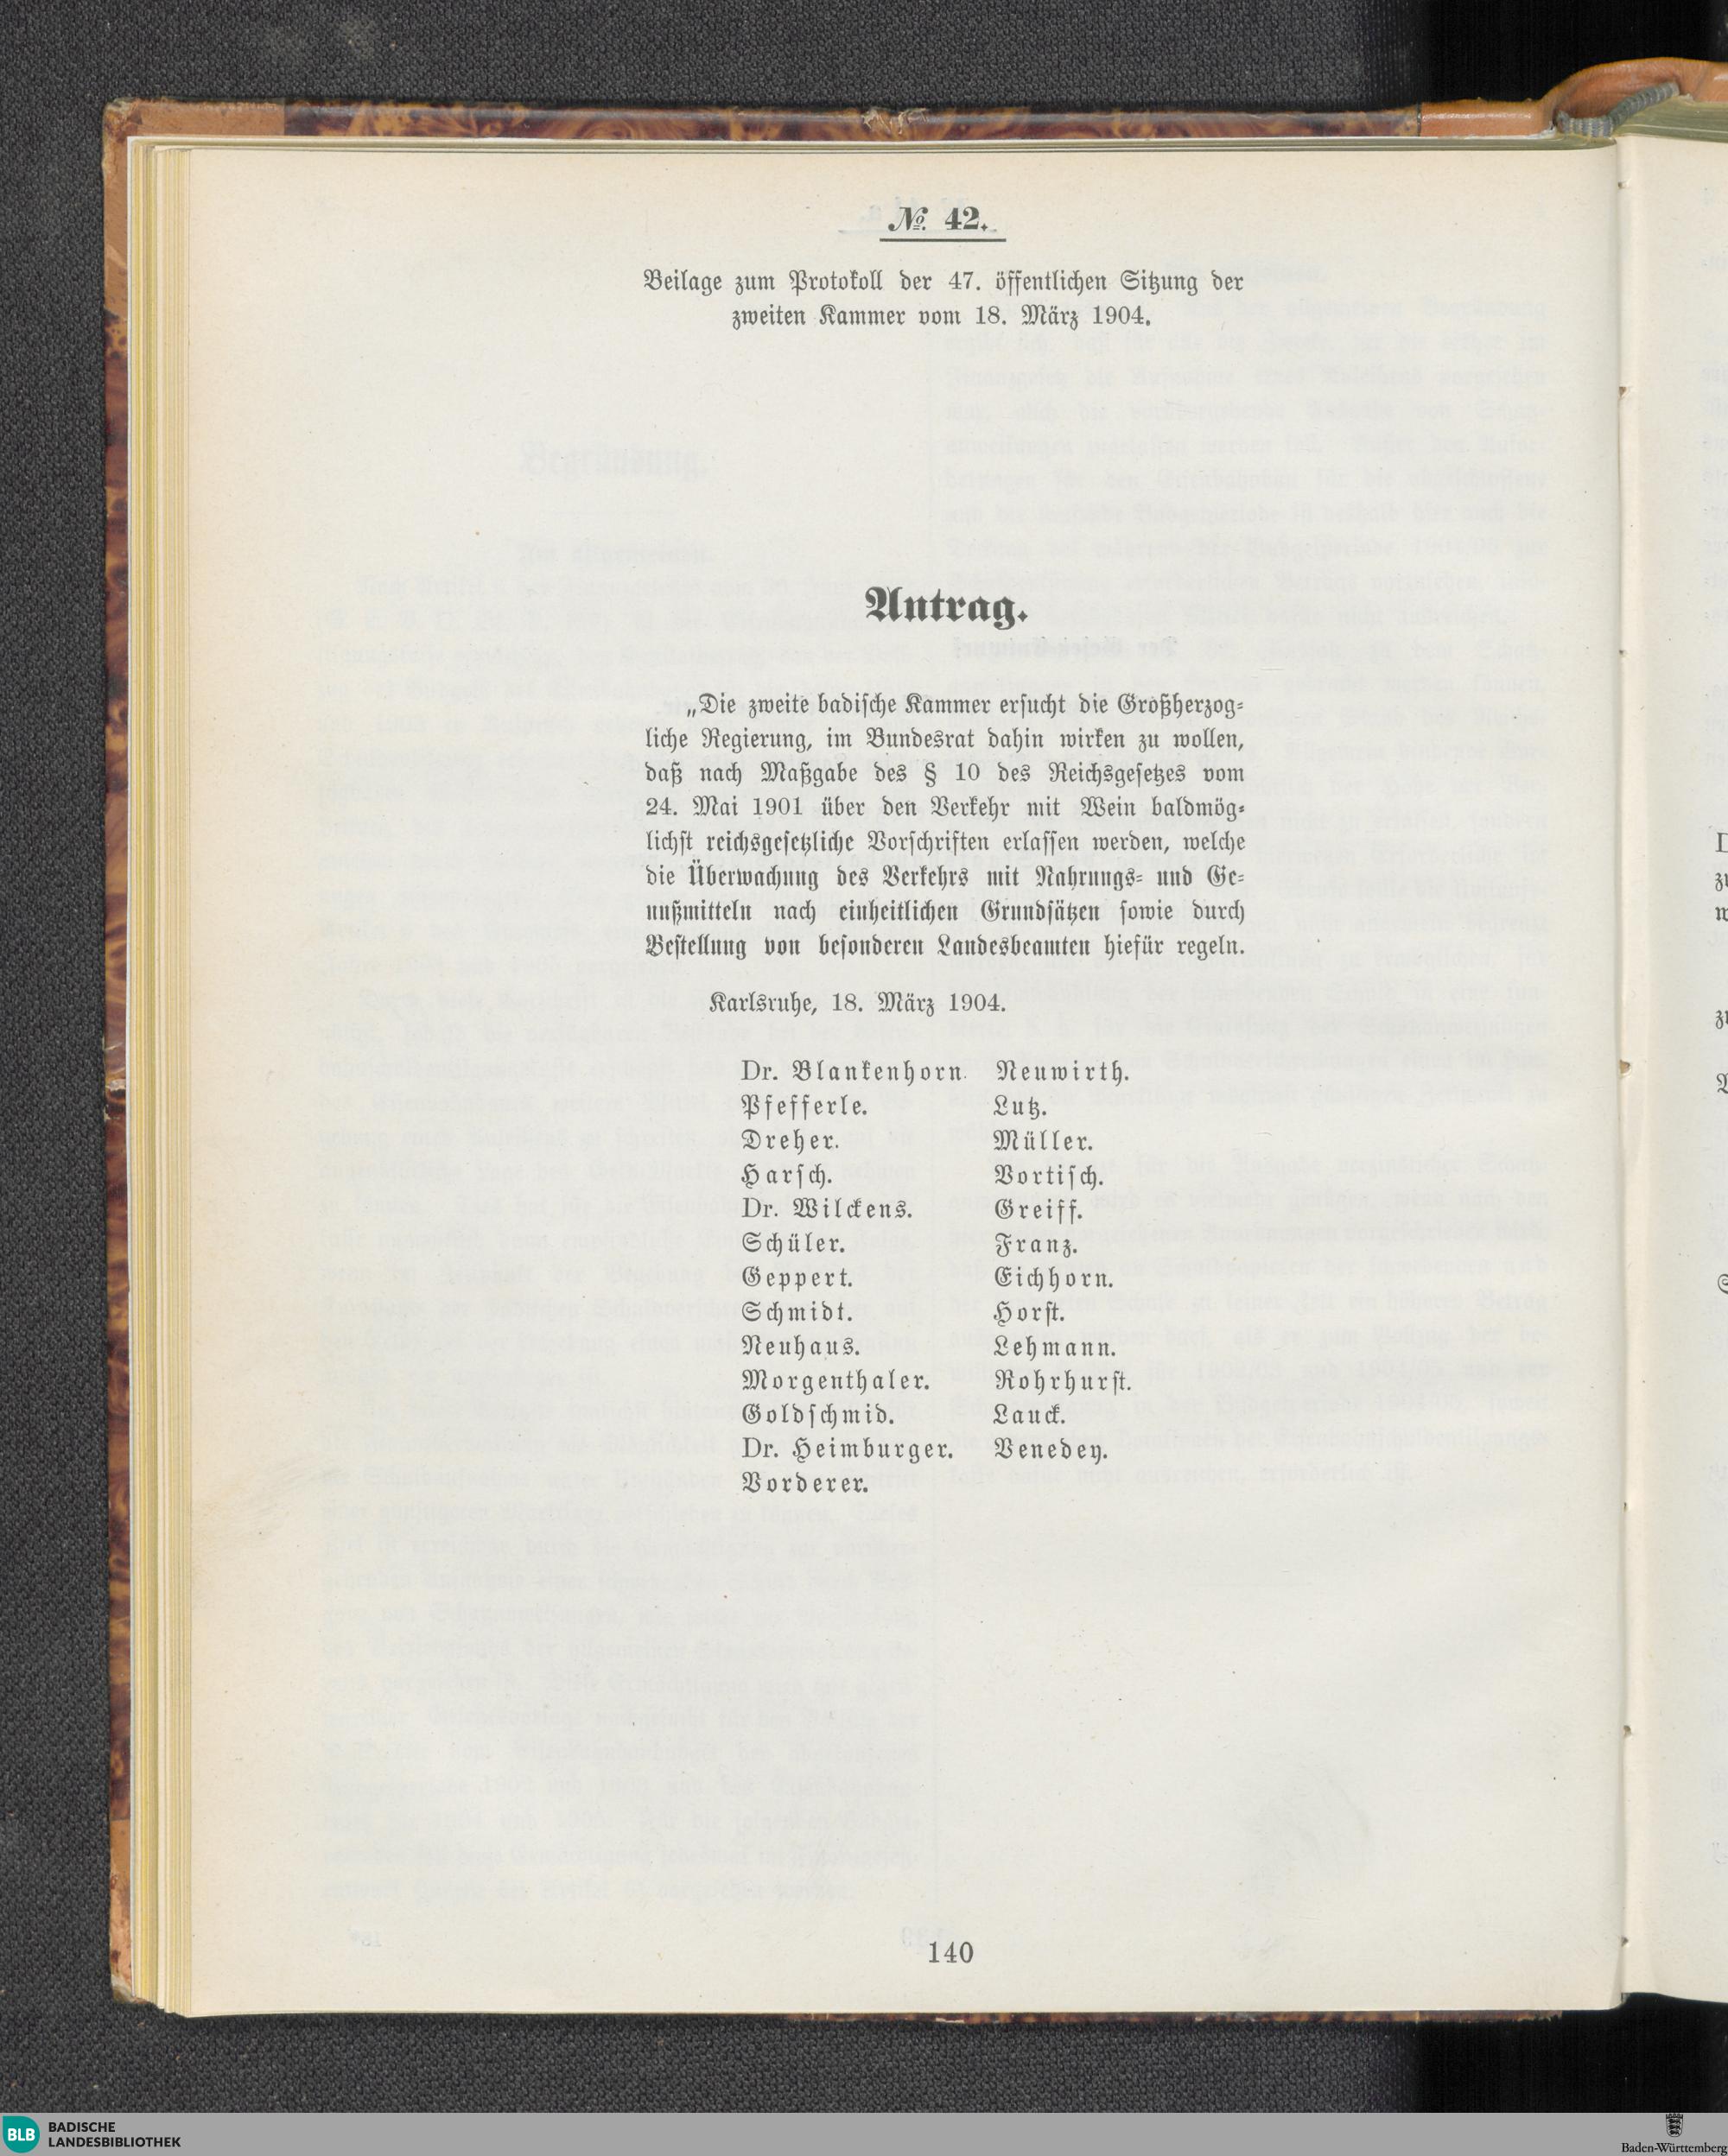 №. 42.
Beilage zum Protokoll der 47. öffentlichen Sitzung der
zweiten Kammer vom 18. März 1904.
Antrag.
„Die zweite badische Kammer ersucht die Großherzog-
liche Regierung, im Bundesrat dahin wirken zu wollen,
daß nach Maßgabe des § 10 des Reichsgesetzes vom
24. Mai 1901 über den Verkehr mit Wein baldmög-
lichst reichsgesetzliche Vorschriften erlassen werden, welche
die Überwachung des Verkehrs mit Nahrungs- und Ge-
nußmitteln nach einheitlichen Grundsätzen sowie durch
Bestellung von besonderen Landesbeamten hiefür regeln.
Karlsruhe, 18. März 1904.
Dr. Blankenhorn. Neuwirth.
Pfefferle. Lutz.
Dreher. Müller.
Harsch. Vortisch.
Dr. Wilckens. Greiff.
Schüler. Franz.
Geppert. Eichhorn.
Schmidt. Horst.
Neuhaus. Lehmann.
Morgenthaler. Rohrhurst.
Goldschmid. Lauck.
Dr. Heimburger. Venedey.
Vorderer.
140
BLB BADISCHE
LANDESBIBLIOTHEK
Baden-Württemberg